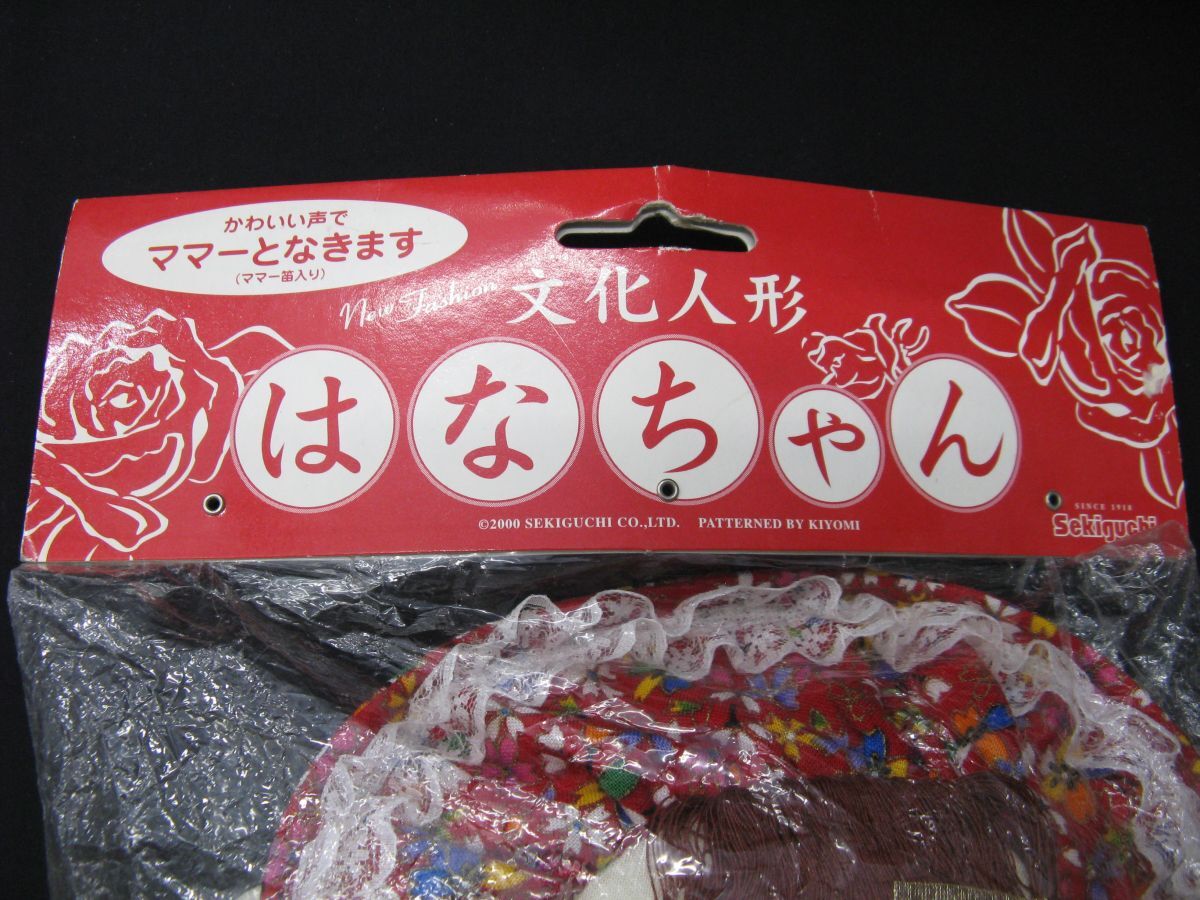 かわいい声で
ママーとなきます
(ママー笛入り)
New Fashion 文化人形
はなちゃん
©2000 SEKIGUCHI CO.,LTD. PATTERNED BY KIYOMI
SINCE 1918
Sekiguchi